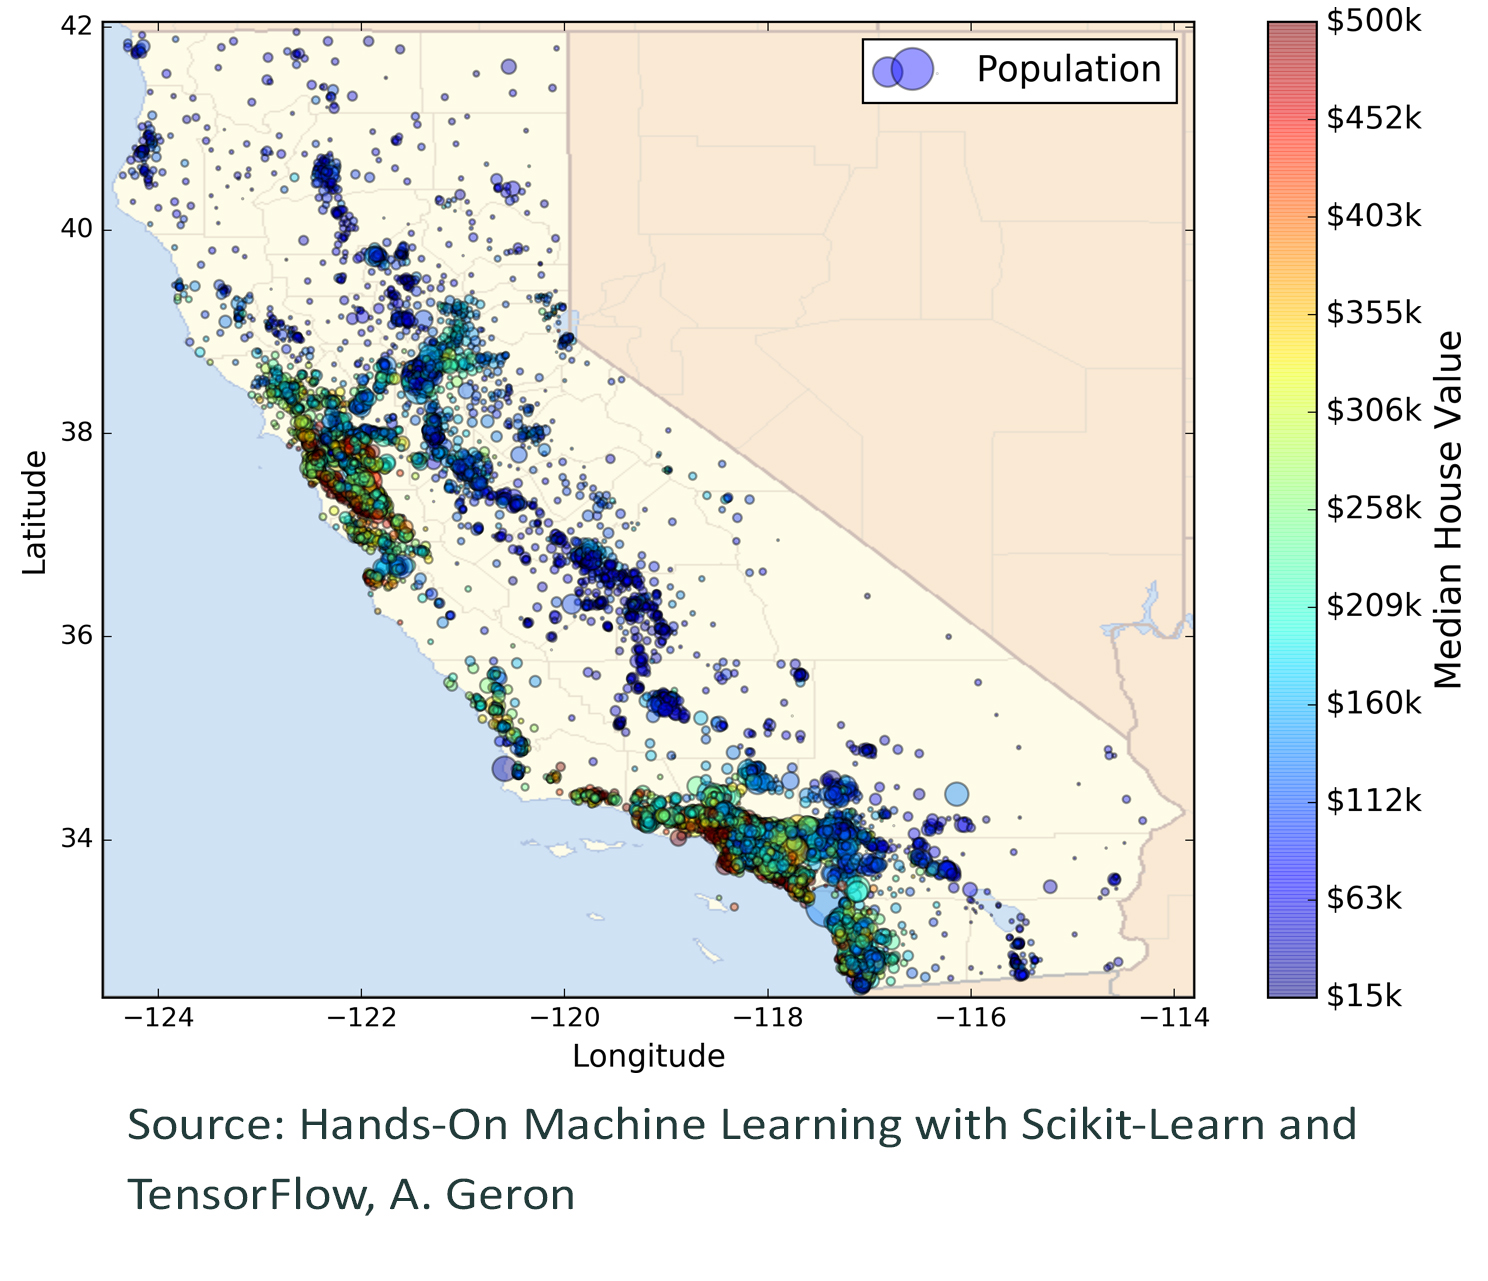 42
40
38
36
34
Latitude
−124
−122
−120
−118
−116
−114
Longitude
Population
$500k
$452k
$403k
$355k
$306k
$258k
$209k
$160k
$112k
$63k
$15k
Median House Value
Source: Hands-On Machine Learning with Scikit-Learn and
TensorFlow, A. Geron